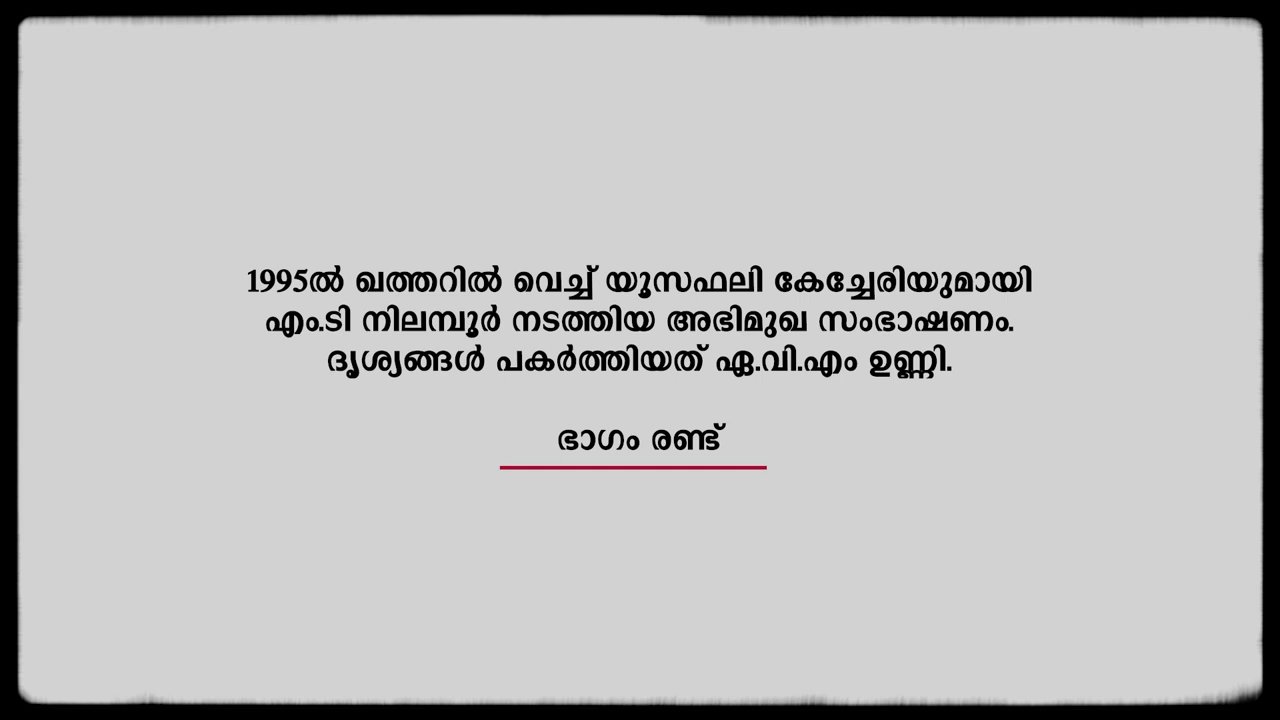 1995ൽ ഖത്തറിൽ വെച്ച് യൂസഫലി കേച്ചേരിയുമായി
എം.ടി നിലമ്പൂർ നടത്തിയ അഭിമുഖ സംഭാഷണം.
ദൃശ്യങ്ങൾ പകർത്തിയത് ഏ.വി.എം ഉണ്ണി.
ഭാഗം രണ്ട്